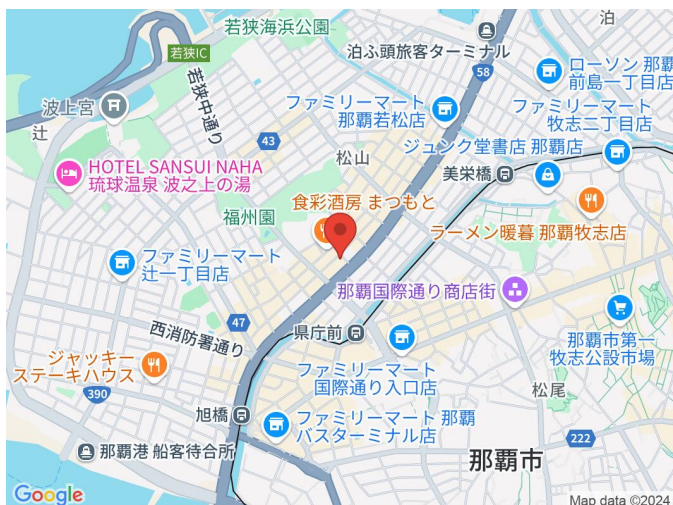 若狭海浜公園
泊
泊ふ頭旅客ターミナル
若狭IC
58
ローソン 那覇
前島一丁目店
若狭中通り
波上宮
ファミリーマート
那覇若松店
ファミリーマート
牧志二丁目店
辻
43
ジュンク堂書店 那覇店
松山
美栄橋
HOTEL SANSUI NAHA
琉球温泉 波之上の湯
食彩酒房 まつもと
福州園
ラーメン暖暮 那覇牧志店
ファミリーマート
辻一丁目店
那覇国際通り商店街
47
西消防署通り
県庁前
那覇市第一
牧志公設市場
ジャッキー
ステーキハウス
ファミリーマート
国際通り入口店
390
松尾
旭橋
ファミリーマート 那覇
バスターミナル店
222
那覇港 船客待合所
那覇市
Google
Map data ©2024